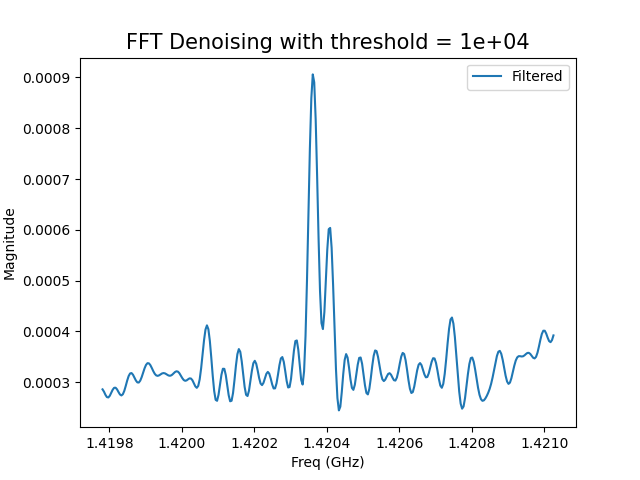 FFT Denoising with threshold = 1e+04
Filtered
Magnitude
0.0009
0.0008
0.0007
0.0006
0.0005
0.0004
0.0003
1.4198 1.4200 1.4202 1.4204 1.4206 1.4208 1.4210
Freq (GHz)